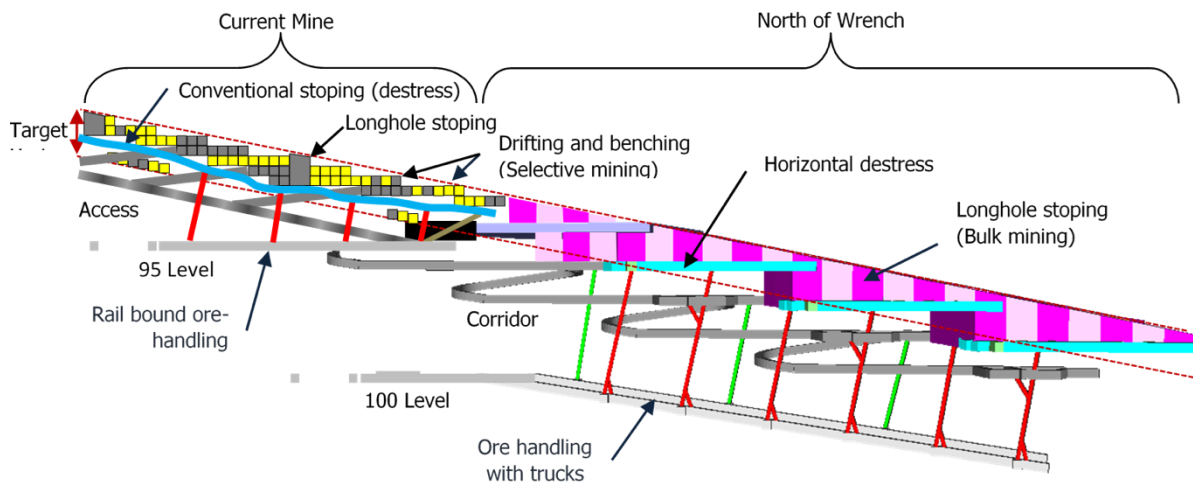 Current Mine
North of Wrench
Conventional stoping (destress)
Target
Longhole stoping
Drifting and benching
(Selective mining)
Horizontal destress
Access
Longhole stoping
(Bulk mining)
95 Level
Rail bound ore-
handling
Corridor
100 Level
Ore handling
with trucks